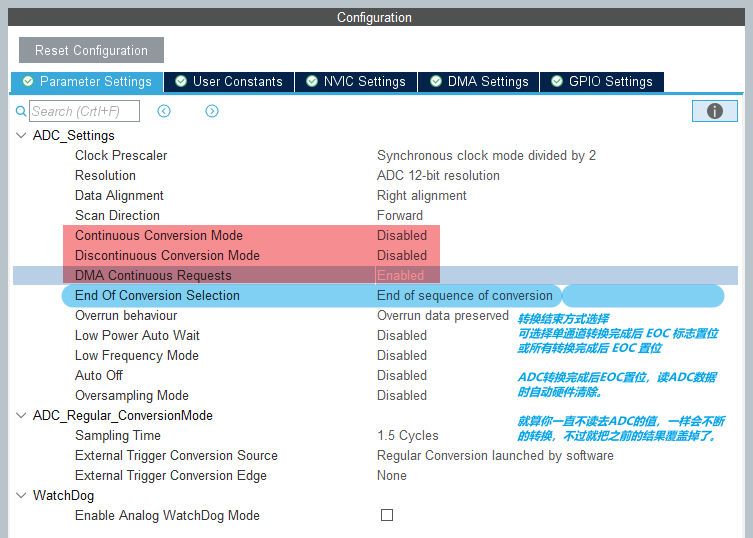 Configuration
Reset Configuration
Parameter Settings
User Constants
NVIC Settings
DMA Settings
GPIO Settings
Search (Crtl+F)
ADC_Settings
Clock Prescaler Synchronous clock mode divided by 2
Resolution ADC 12-bit resolution
Data Alignment Right alignment
Scan Direction Forward
Continuous Conversion Mode Disabled
Discontinuous Conversion Mode Disabled
DMA Continuous Requests Enabled
End Of Conversion Selection End of sequence of conversion
Overrun behaviour Overrun data preserved
Low Power Auto Wait Disabled
Low Frequency Mode Disabled
Auto Off Disabled
Oversampling Mode Disabled
ADC_Regular_ConversionMode
Sampling Time 1.5 Cycles
External Trigger Conversion Source Regular Conversion launched by software
External Trigger Conversion Edge None
WatchDog
Enable Analog WatchDog Mode
转换结束方式选择
可选择单通道转换完成后 EOC 标志置位
或所有转换完成后 EOC 置位
ADC转换完成后EOC置位，读ADC数据
时自动硬件清除。
就算你一直不读去ADC的值，一样会不断
的转换，不过就把之前的结果覆盖掉了。